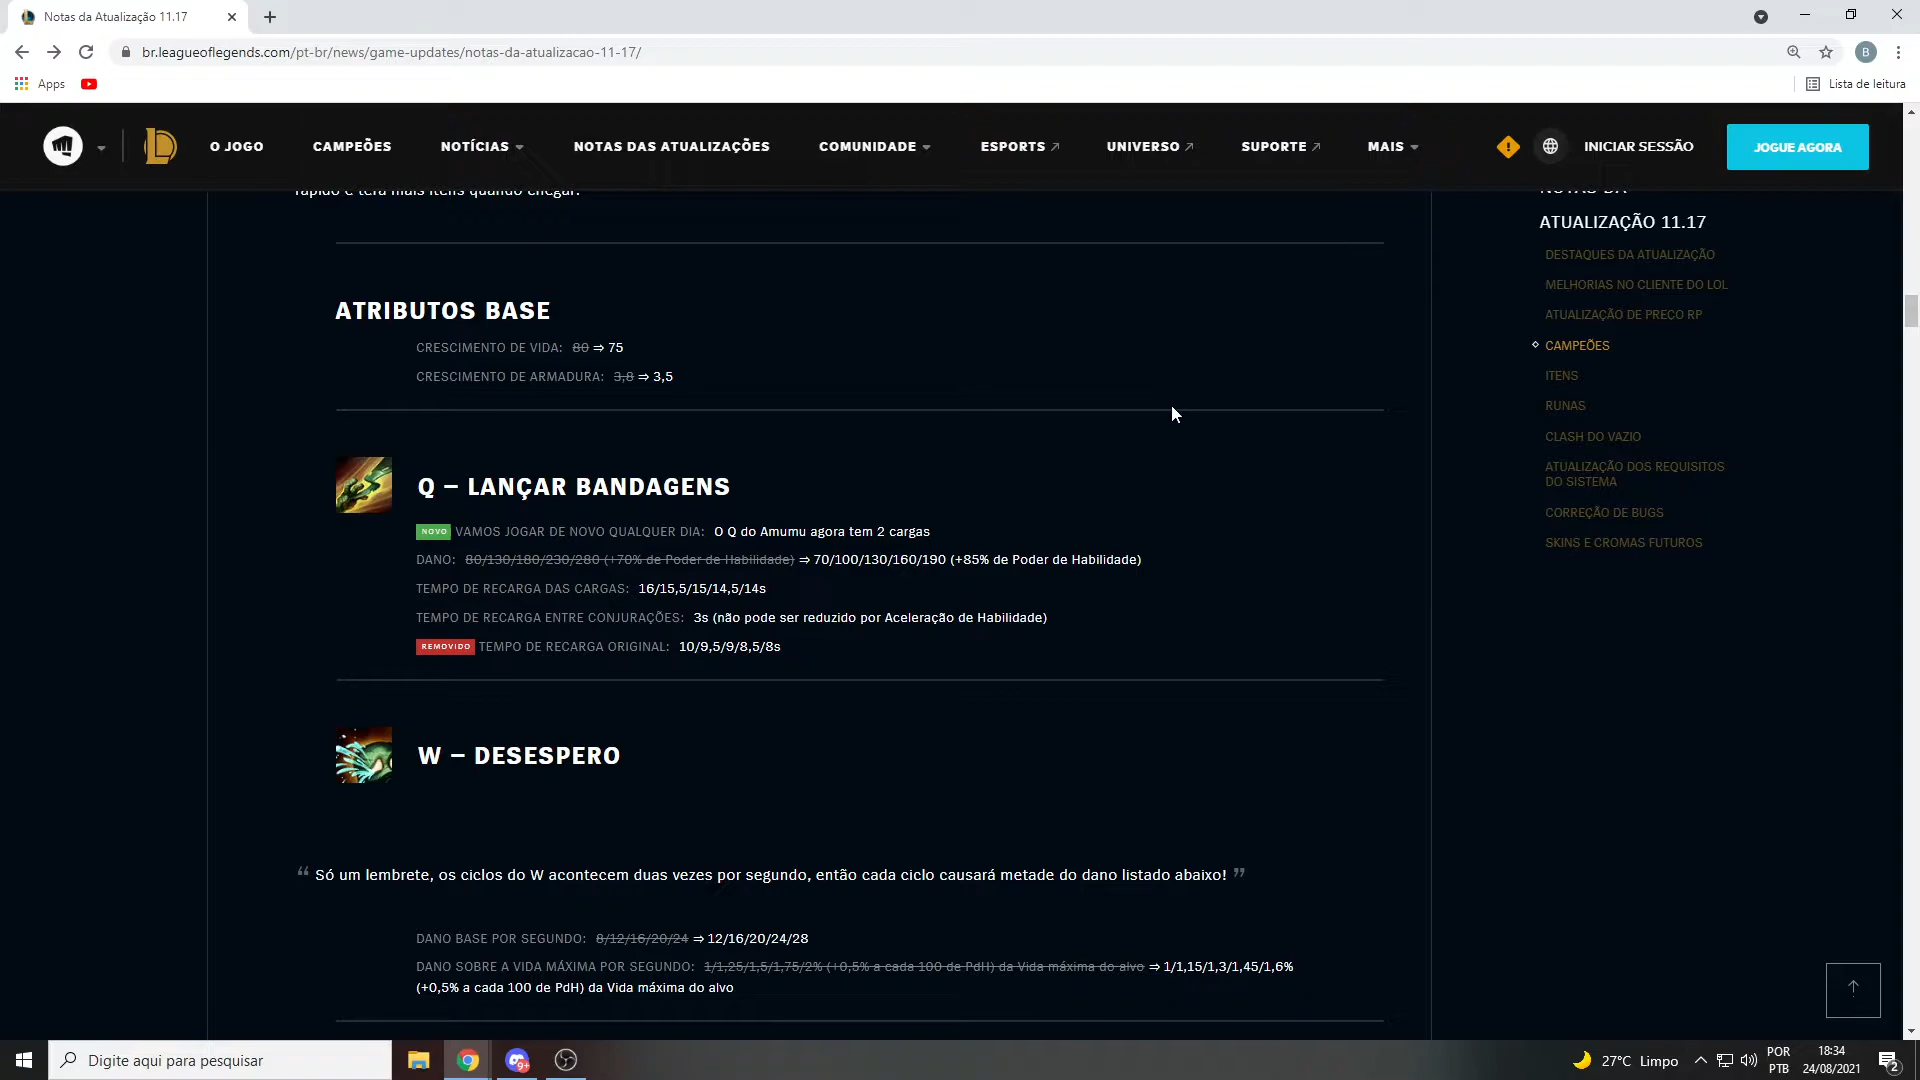 Notas da Atualização 11.17
br.leagueoflegends.com/pt-br/news/game-updates/notas-da-atualizacao-11-17/
B
Apps
Lista de leitura
O JOGO
CAMPEÕES
NOTÍCIAS
NOTAS DAS ATUALIZAÇÕES
COMUNIDADE
ESPORTS
UNIVERSO
SUPORTE
MAIS
INICIAR SESSÃO
JOGUE AGORA
rápido e terá mais itens quando chegar.
ATRIBUTOS BASE
CRESCIMENTO DE VIDA: 80 ⇒ 75
CRESCIMENTO DE ARMADURA: 3,8 ⇒ 3,5
Q – LANÇAR BANDAGENS
NOVO VAMOS JOGAR DE NOVO QUALQUER DIA: O Q do Amumu agora tem 2 cargas
DANO: 80/130/180/230/280 (+70% de Poder de Habilidade) ⇒ 70/100/130/160/190 (+85% de Poder de Habilidade)
TEMPO DE RECARGA DAS CARGAS: 16/15,5/15/14,5/14s
TEMPO DE RECARGA ENTRE CONJURAÇÕES: 3s (não pode ser reduzido por Aceleração de Habilidade)
REMOVIDO TEMPO DE RECARGA ORIGINAL: 10/9,5/9/8,5/8s
W – DESESPERO
“ Só um lembrete, os ciclos do W acontecem duas vezes por segundo, então cada ciclo causará metade do dano listado abaixo! ”
DANO BASE POR SEGUNDO: 8/12/16/20/24 ⇒ 12/16/20/24/28
DANO SOBRE A VIDA MÁXIMA POR SEGUNDO: 1/1,25/1,5/1,75/2% (+0,5% a cada 100 de PdH) da Vida máxima do alvo ⇒ 1/1,15/1,3/1,45/1,6%
(+0,5% a cada 100 de PdH) da Vida máxima do alvo
NOTAS DA
ATUALIZAÇÃO 11.17
DESTAQUES DA ATUALIZAÇÃO
MELHORIAS NO CLIENTE DO LOL
ATUALIZAÇÃO DE PREÇO RP
CAMPEÕES
ITENS
RUNAS
CLASH DO VAZIO
ATUALIZAÇÃO DOS REQUISITOS
DO SISTEMA
CORREÇÃO DE BUGS
SKINS E CROMAS FUTUROS
Digite aqui para pesquisar
9+
27°C Limpo
POR
PTB
18:34
24/08/2021
2